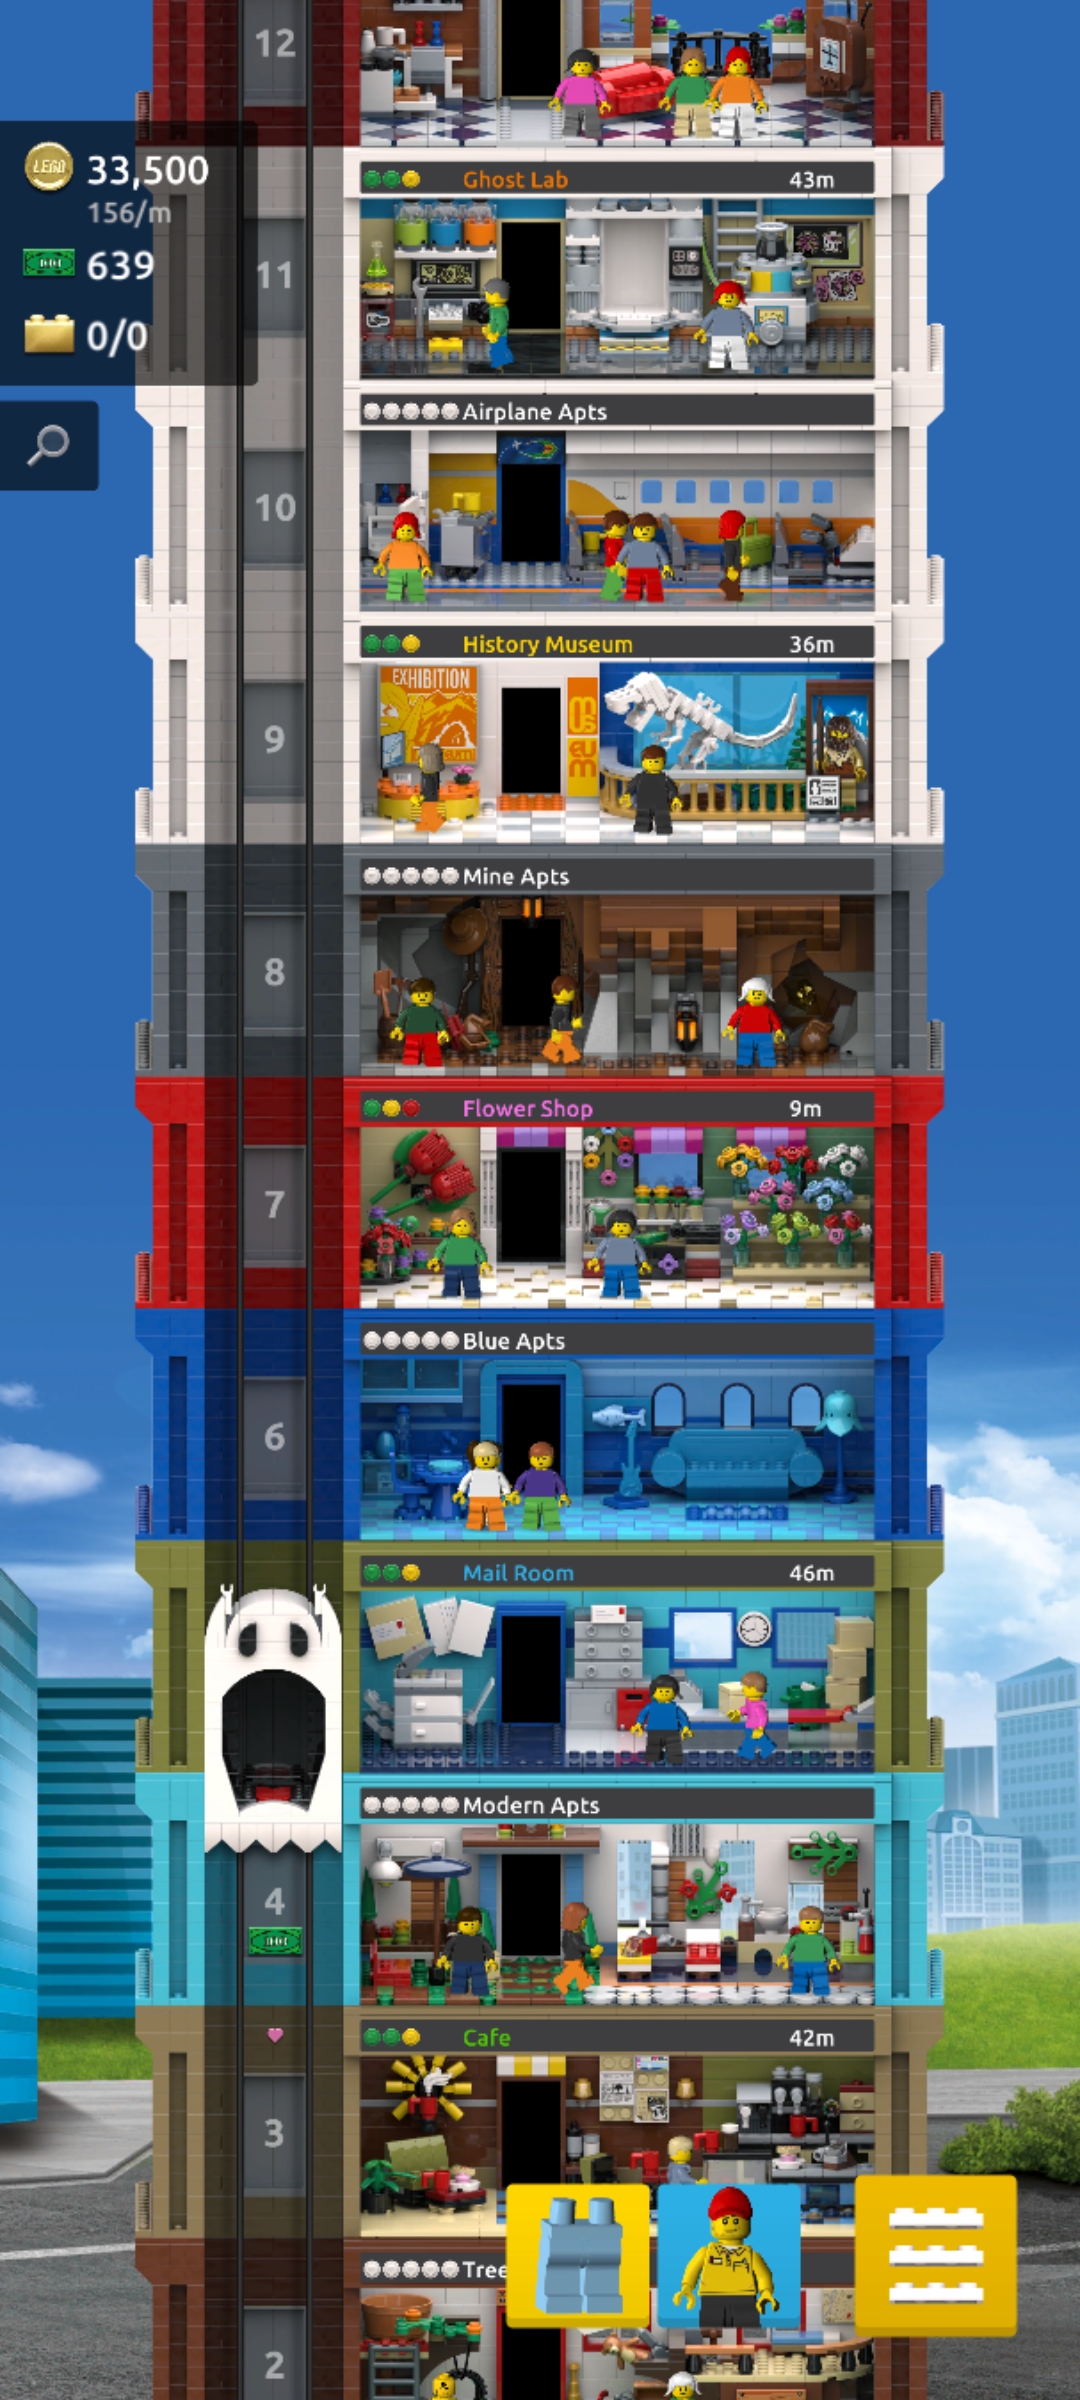 12
LEGO
33,500
156/m
639
0/0
Ghost Lab 43m
11
Airplane Apts
10
History Museum 36m
EXHIBITION
MUSEUM
9
Mine Apts
8
Flower Shop 9m
7
Blue Apts
6
Mail Room 46m
Modern Apts
4
Cafe 42m
3
Tree
2